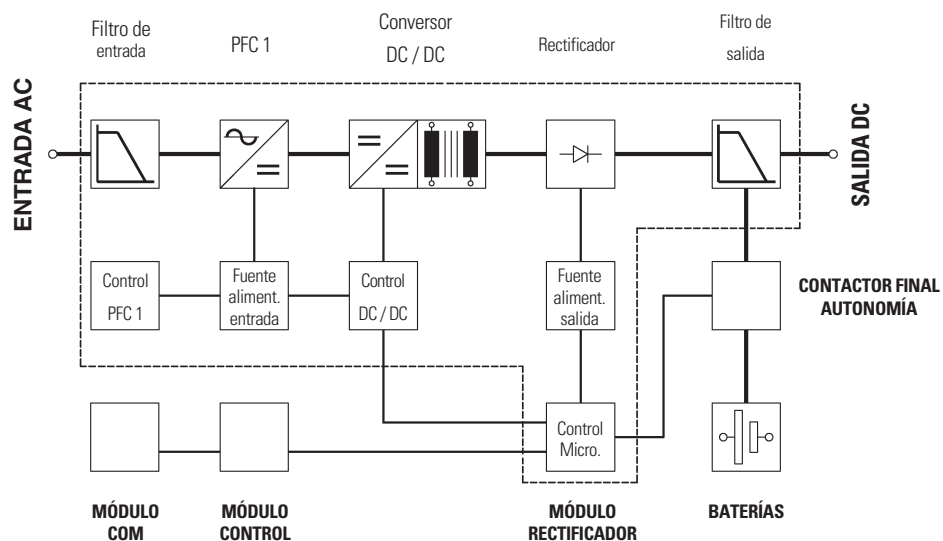 Filtro de
entrada
PFC 1
Conversor
DC / DC
Rectificador
Filtro de
salida
ENTRADA AC
SALIDA DC
Control
PFC 1
Fuente
aliment.
entrada
Control
DC / DC
Fuente
aliment.
salida
CONTACTOR FINAL
AUTONOMÍA
Control
Micro.
MÓDULO
COM
MÓDULO
CONTROL
MÓDULO
RECTIFICADOR
BATERÍAS